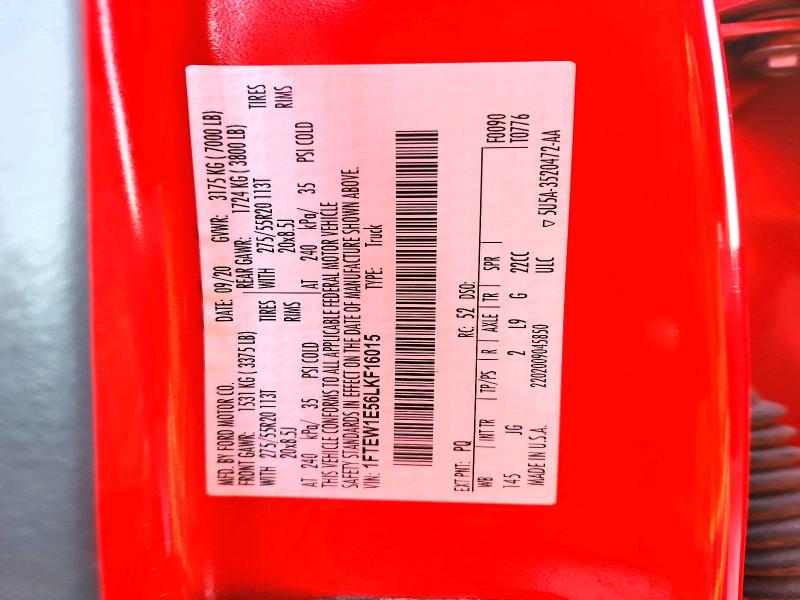 MFD. BY FORD MOTOR CO. DATE: 09/20 GVWR: 3175 KG ( 7000 LB)
FRONT GAWR: 1531 KG ( 3375 LB) REAR GAWR: 1724 KG ( 3800 LB)
WITH 275/55R20 113T TIRES WITH 275/55R20 113T TIRES
20x8.5J RIMS 20x8.5J RIMS
AT 240 kPa/ 35 PSI COLD AT 240 kPa/ 35 PSI COLD
THIS VEHICLE CONFORMS TO ALL APPLICABLE FEDERAL MOTOR VEHICLE
SAFETY STANDARDS IN EFFECT ON THE DATE OF MANUFACTURE SHOWN ABOVE.
VIN: 1FTEW1E56LKF16015 TYPE: Truck
EXT PNT: PQ RC: 52 DSO: F0090
WB INT TR TP/PS R AXLE TR SPR T0776
145 JG 2 L9 G 22CC
MADE IN U.S.A. 2202009045850 ULC ▽ 5U5A-3520472-AA